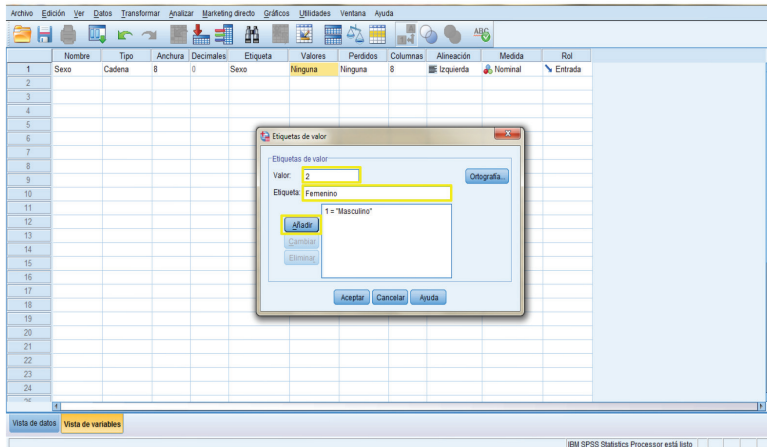 Archivo Edición Ver Datos Transformar Analizar Marketing directo Gráficos Utilidades Ventana Ayuda
ABC
Nombre Tipo Anchura Decimales Etiqueta Valores Perdidos Columnas Alineación Medida Rol
1 Sexo Cadena 8 0 Sexo Ninguna Ninguna 8 Izquierda Nominal Entrada
2
3
4
5
6
7
8
9
10
11
12
13
14
15
16
17
18
19
20
21
22
23
24
Etiquetas de valor
Etiquetas de valor
Valor: 2
Ortografía...
Etiqueta: Femenino
1 = "Masculino"
Añadir
Cambiar
Eliminar
Aceptar Cancelar Ayuda
Vista de datos Vista de variables
IBM SPSS Statistics Processor está listo